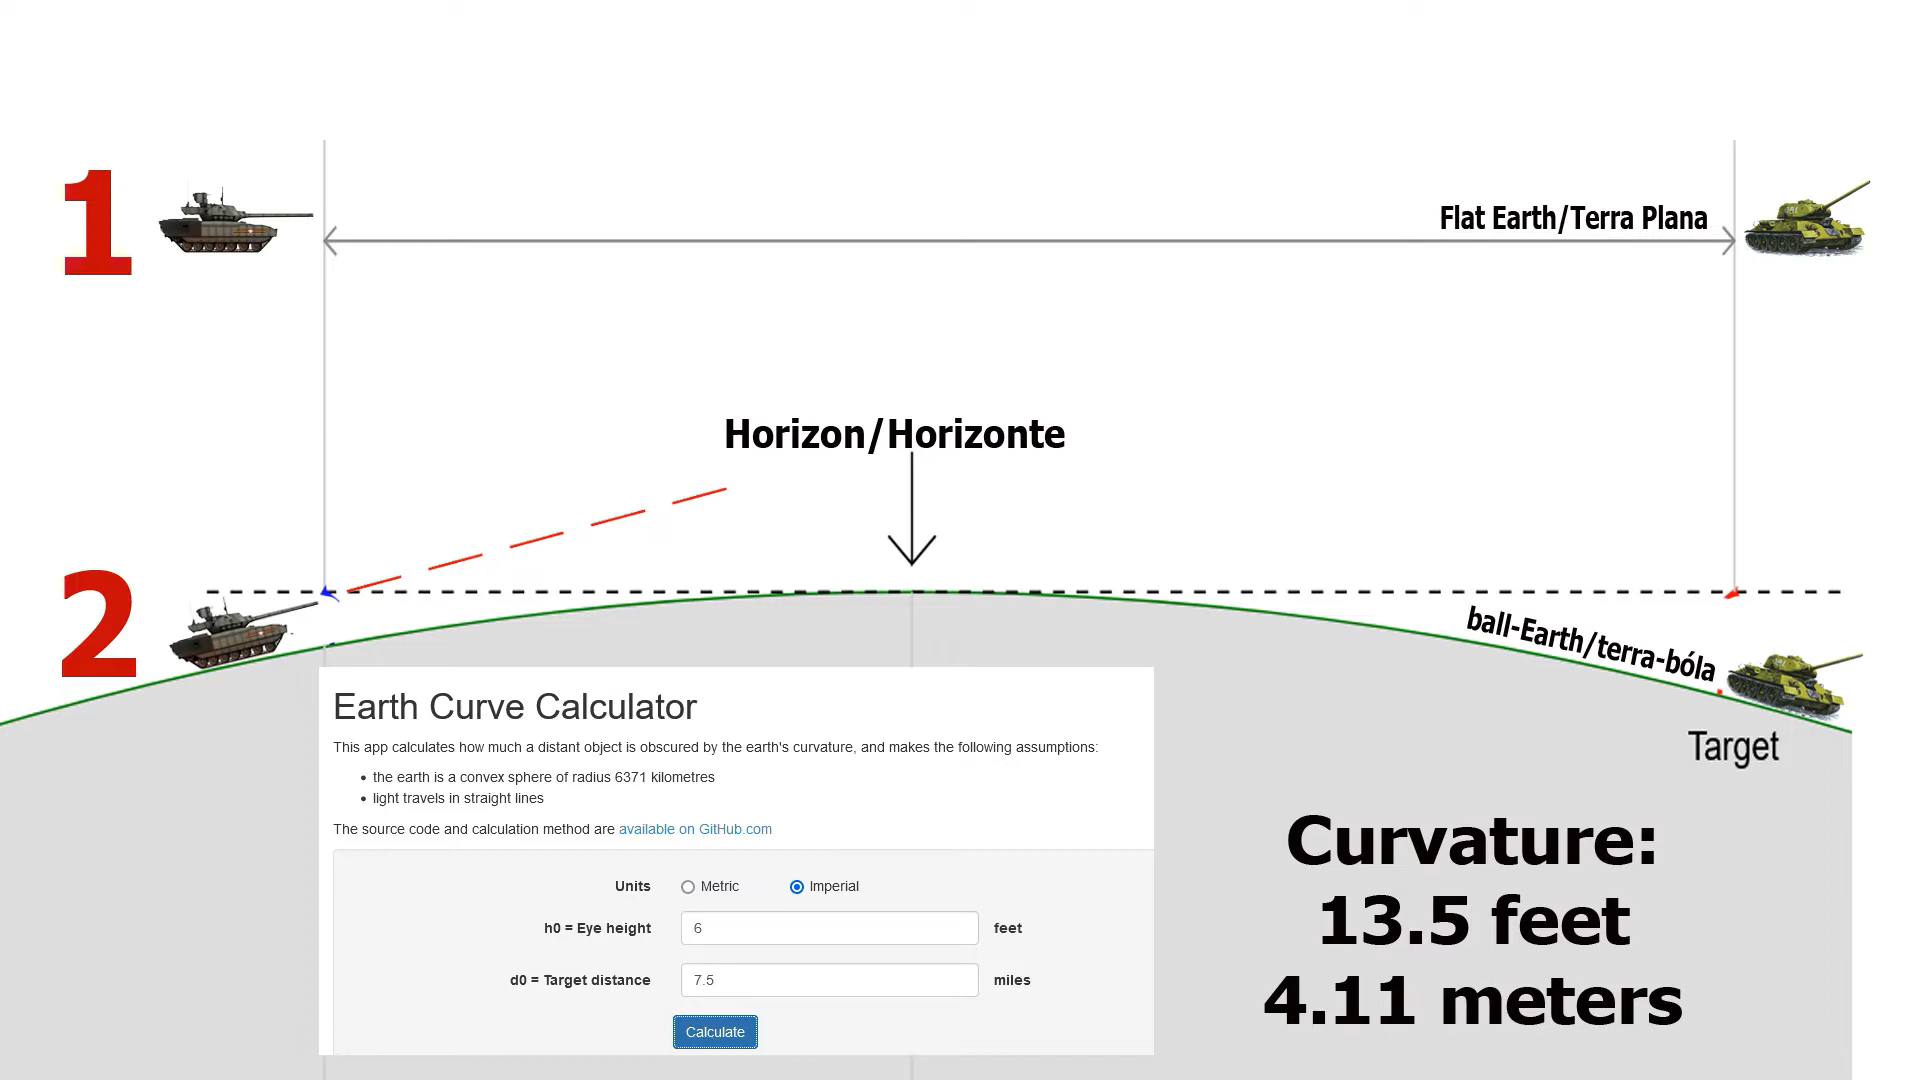 1
Flat Earth/Terra Plana
Horizon/Horizonte
2
ball-Earth/terra-bóla
Target
Earth Curve Calculator
This app calculates how much a distant object is obscured by the earth's curvature, and makes the following assumptions:
• the earth is a convex sphere of radius 6371 kilometres
• light travels in straight lines
The source code and calculation method are available on GitHub.com
Units Metric Imperial
h0 = Eye height 6 feet
d0 = Target distance 7.5 miles
Calculate
Curvature:
13.5 feet
4.11 meters